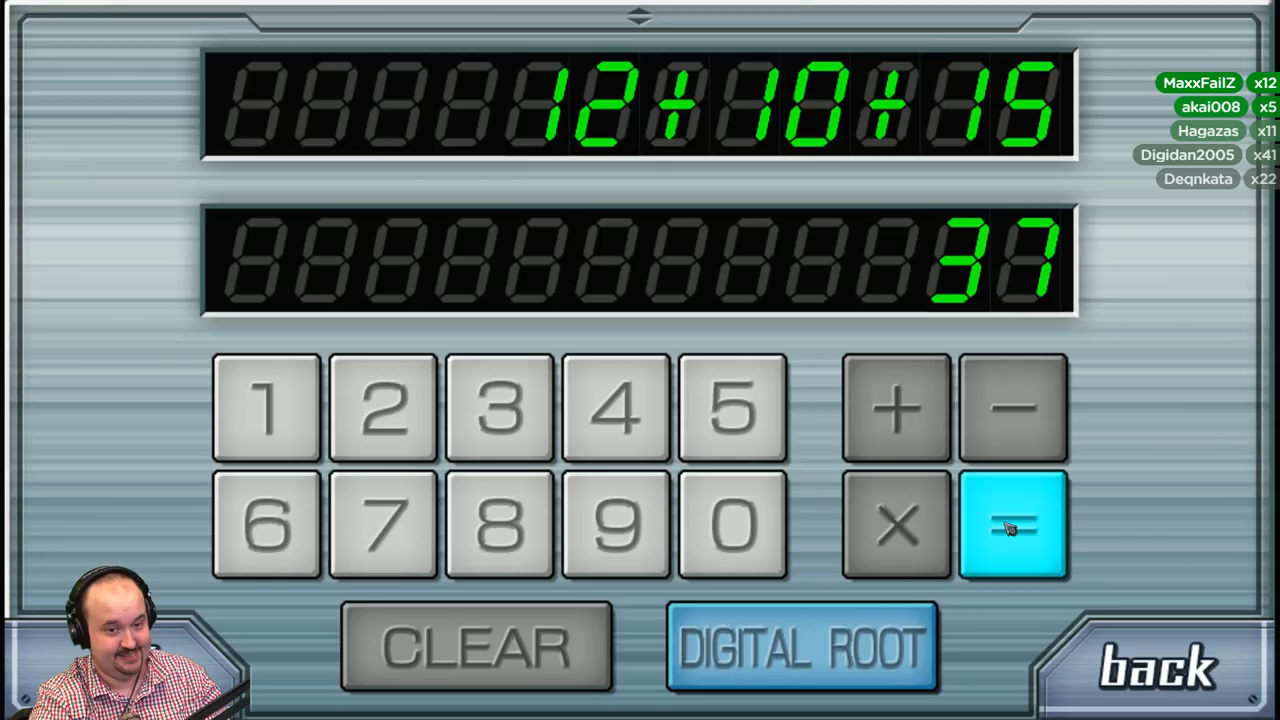 12+10+15
MaxxFailZ x12
akai008 x5
Hagazas x11
Digidan2005 x41
Deqnkata x22
37
1 2 3 4 5 + −
6 7 8 9 0 × =
CLEAR DIGITAL ROOT
back